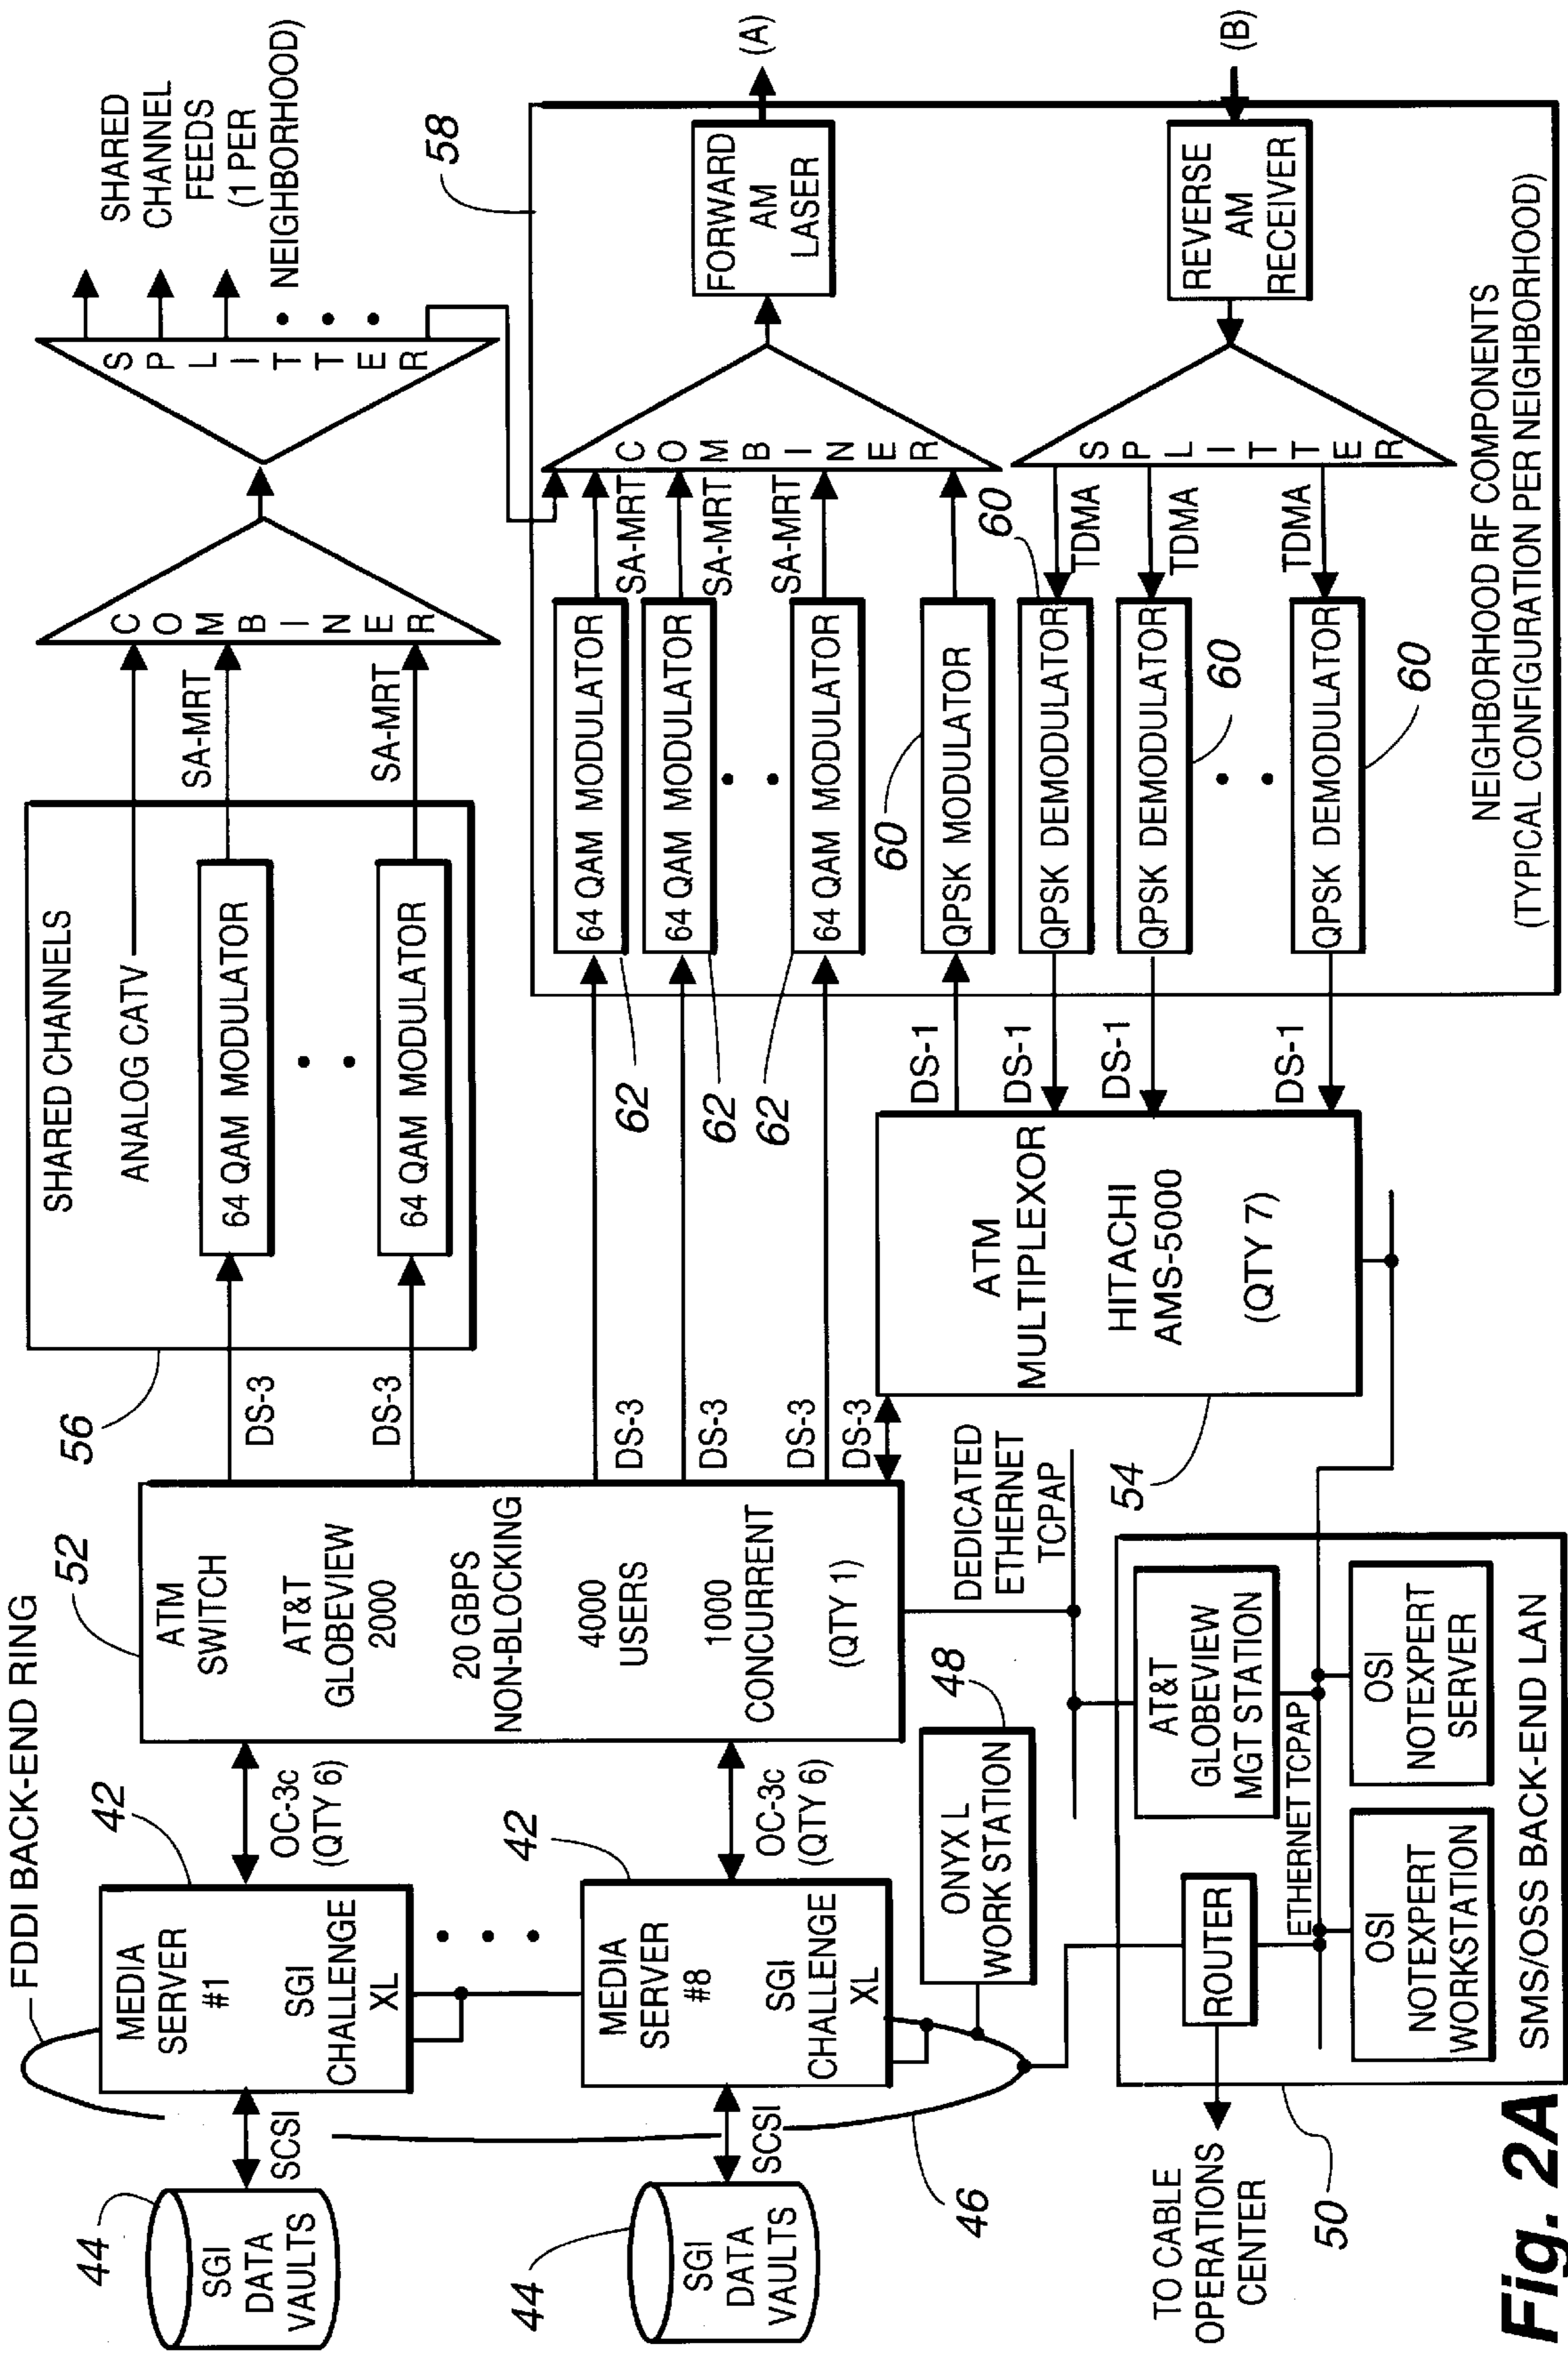 FDDI BACK-END RING
44
SGI
DATA
VAULTS
SCSI
MEDIA
SERVER
#1
SGI
CHALLENGE
XL
42
OC-3c
(QTY 6)
44
SGI
DATA
VAULTS
SCSI
46
MEDIA
SERVER
#8
SGI
CHALLENGE
XL
42
OC-3c
(QTY 6)
ONYX L
WORK STATION
48
52
ATM
SWITCH
AT&T
GLOBEVIEW
2000
20 GBPS
NON-BLOCKING
4000
USERS
1000
CONCURRENT
(QTY 1)
DS-3
DS-3
DS-3
DS-3
DS-3
DS-3
56
SHARED CHANNELS
ANALOG CATV
64 QAM MODULATOR
64 QAM MODULATOR
SA-MRT
SA-MRT
COMBINER
SPLITTER
SHARED
CHANNEL
FEEDS
(1 PER
NEIGHBORHOOD)
58
62
62
62
64 QAM MODULATOR
64 QAM MODULATOR
64 QAM MODULATOR
SA-MRT
SA-MRT
SA-MRT
COMBINER
FORWARD
AM
LASER
(A)
60
QPSK MODULATOR
60
QPSK DEMODULATOR
TDMA
QPSK DEMODULATOR
60
TDMA
QPSK DEMODULATOR
60
TDMA
SPLITTER
REVERSE
AM
RECEIVER
(B)
NEIGHBORHOOD RF COMPONENTS
(TYPICAL CONFIGURATION PER NEIGHBORHOOD)
DS-1
DS-1
DS-1
DS-1
ATM
MULTIPLEXOR
HITACHI
AMS-5000
(QTY 7)
54
DEDICATED
ETHERNET
TCPAP
TO CABLE
OPERATIONS
CENTER
50
ROUTER
AT&T
GLOBEVIEW
MGT STATION
ETHERNET TCPAP
OSI
NOTEXPERT
WORKSTATION
OSI
NOTEXPERT
SERVER
SMS/OSS BACK-END LAN
Fig. 2A